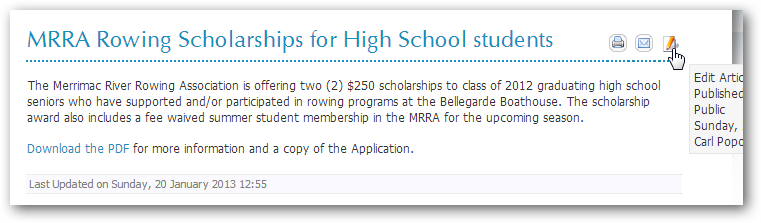 MRRA Rowing Scholarships for High School students
The Merrimac River Rowing Association is offering two (2) $250 scholarships to class of 2012 graduating high school
seniors who have supported and/or participated in rowing programs at the Bellegarde Boathouse. The scholarship
award also includes a fee waived summer student membership in the MRRA for the upcoming season.
Download the PDF for more information and a copy of the Application.
Last Updated on Sunday, 20 January 2013 12:55
Edit Artic
Published
Public
Sunday,
Carl Popo